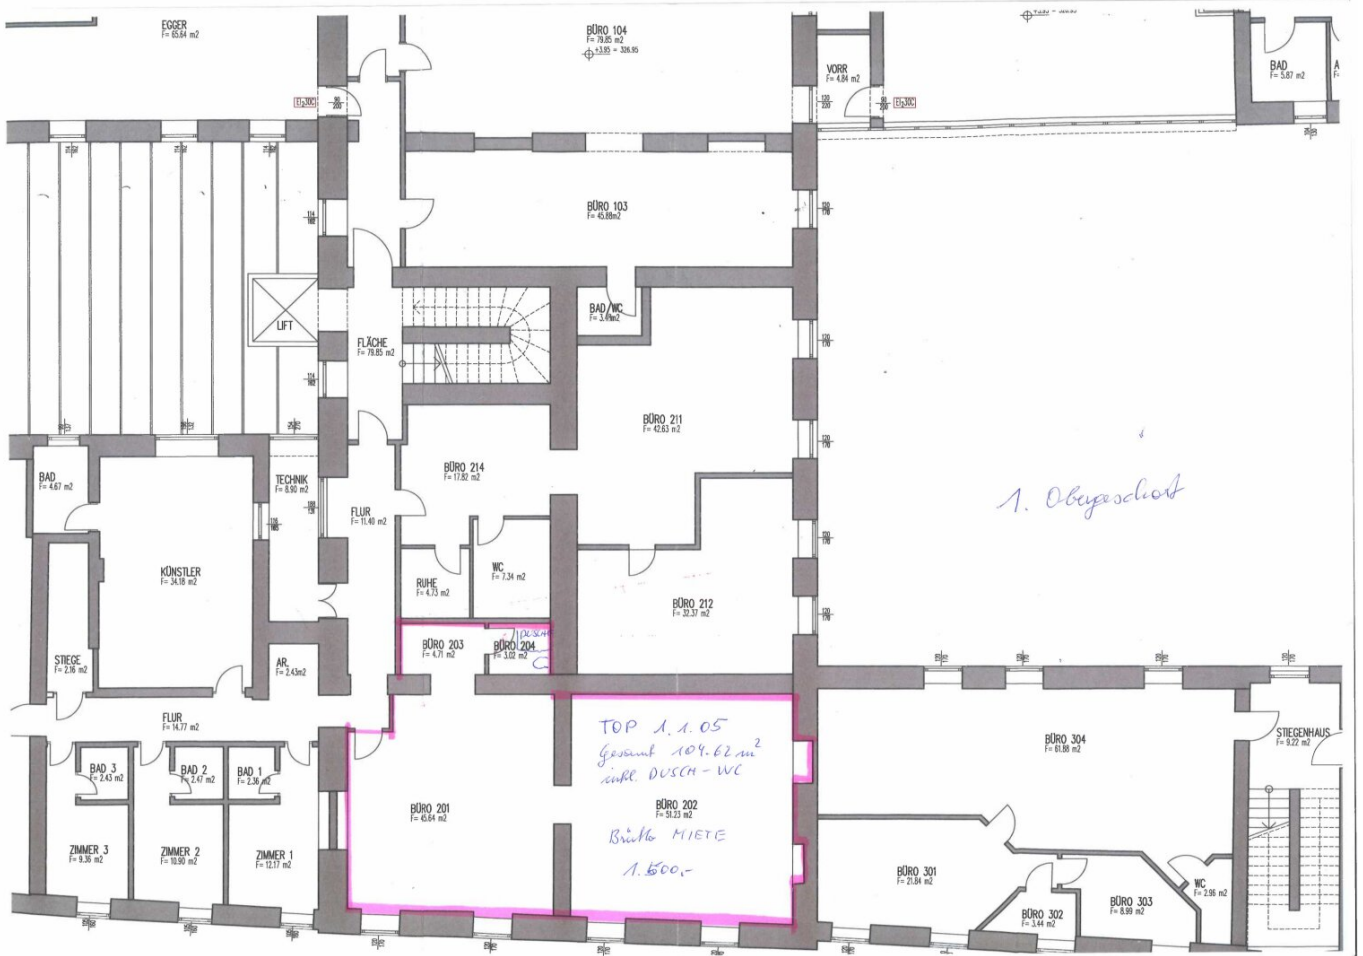 EGGER
F= 65.64 m2
BÜRO 104
F= 79.85 m2
+3.95 = 326.95
VORR
F= 4.84 m2
BAD
F= 5.87 m2
A
F=
EI₂30C
90
200
EI₂30C
BÜRO 103
F= 45.88m2
LIFT
FLÄCHE
F= 79.85 m2
BAD/WC
BÜRO 211
F= 42.63 m2
BÜRO 214
F= 17.82 m2
BAD
F= 4.67 m2
TECHNIK
F= 8.90 m2
FLUR
F= 11.40 m2
1. Obergeschoß
KÜNSTLER
F= 34.18 m2
RUHE
F= 4.73 m2
WC
F= 7.34 m2
BÜRO 212
F= 32.37 m2
STIEGE
F= 2.16 m2
AR.
F= 2.43m2
BÜRO 203
F= 4.71 m2
BÜRO 204
F= 3.02 m2
DUSCHE
FLUR
F= 14.77 m2
TOP 1.1.05
Gesamt 104.62 m²
inkl. DUSCH-WC
BÜRO 201
F= 45.64 m2
BÜRO 202
F= 51.23 m2
Brutto MIETE
1.500,-
BAD 3
F= 2.43 m2
BAD 2
F= 2.47 m2
BAD 1
F= 2.36 m2
ZIMMER 3
F= 9.36 m2
ZIMMER 2
F= 10.90 m2
ZIMMER 1
F= 12.17 m2
BÜRO 304
F= 61.88 m2
STIEGENHAUS
F= 9.22 m2
BÜRO 301
F= 21.84 m2
BÜRO 302
F= 3.44 m2
BÜRO 303
F= 8.99 m2
WC
F= 2.96 m2